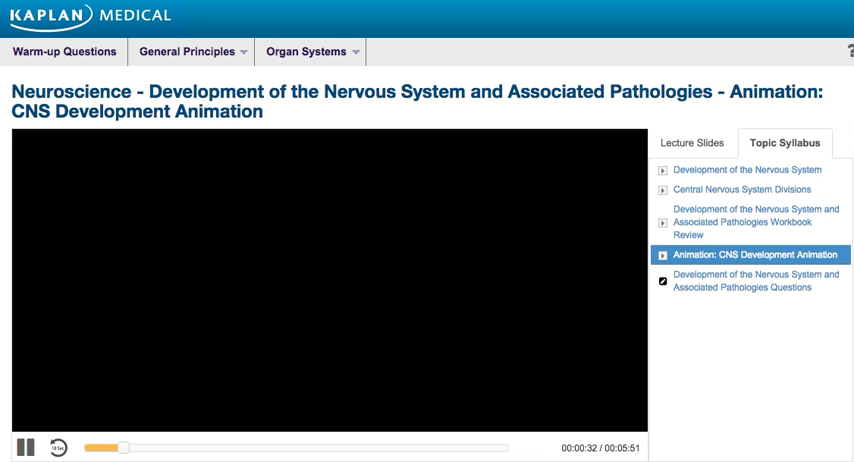 KAPLAN MEDICAL
Warm-up Questions General Principles Organ Systems ?
Neuroscience - Development of the Nervous System and Associated Pathologies - Animation:
CNS Development Animation
Lecture Slides Topic Syllabus
Development of the Nervous System
Central Nervous System Divisions
Development of the Nervous System and
Associated Pathologies Workbook
Review
Animation: CNS Development Animation
Development of the Nervous System and
Associated Pathologies Questions
10 Sec
00:00:32 / 00:05:51